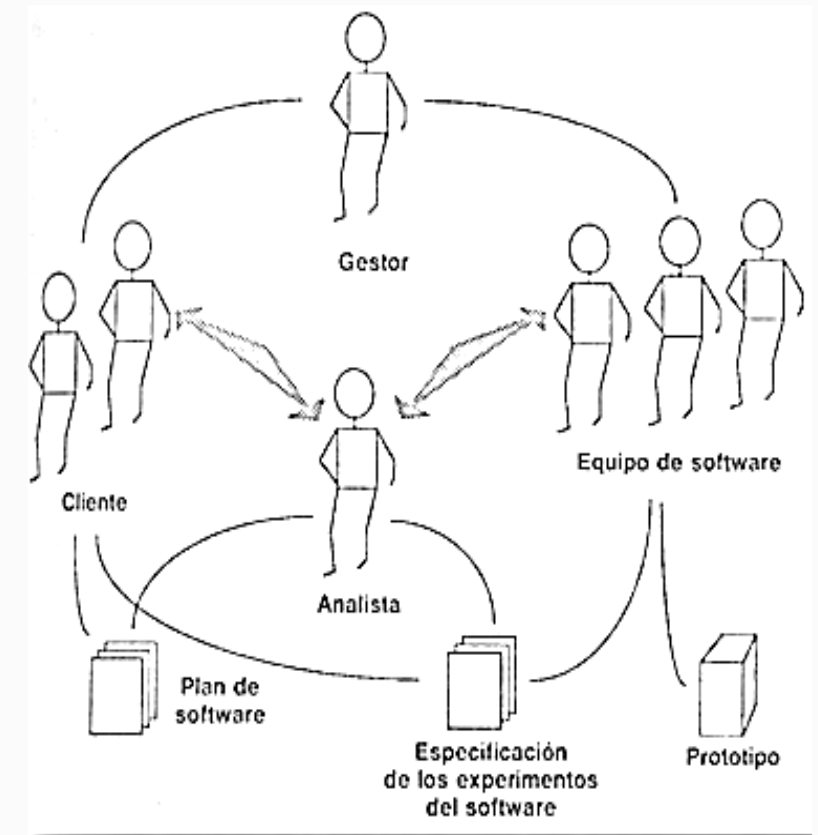 Gestor
Equipo de software
Cliente
Analista
Plan de
software
Especificación
de los experimentos
del software
Prototipo